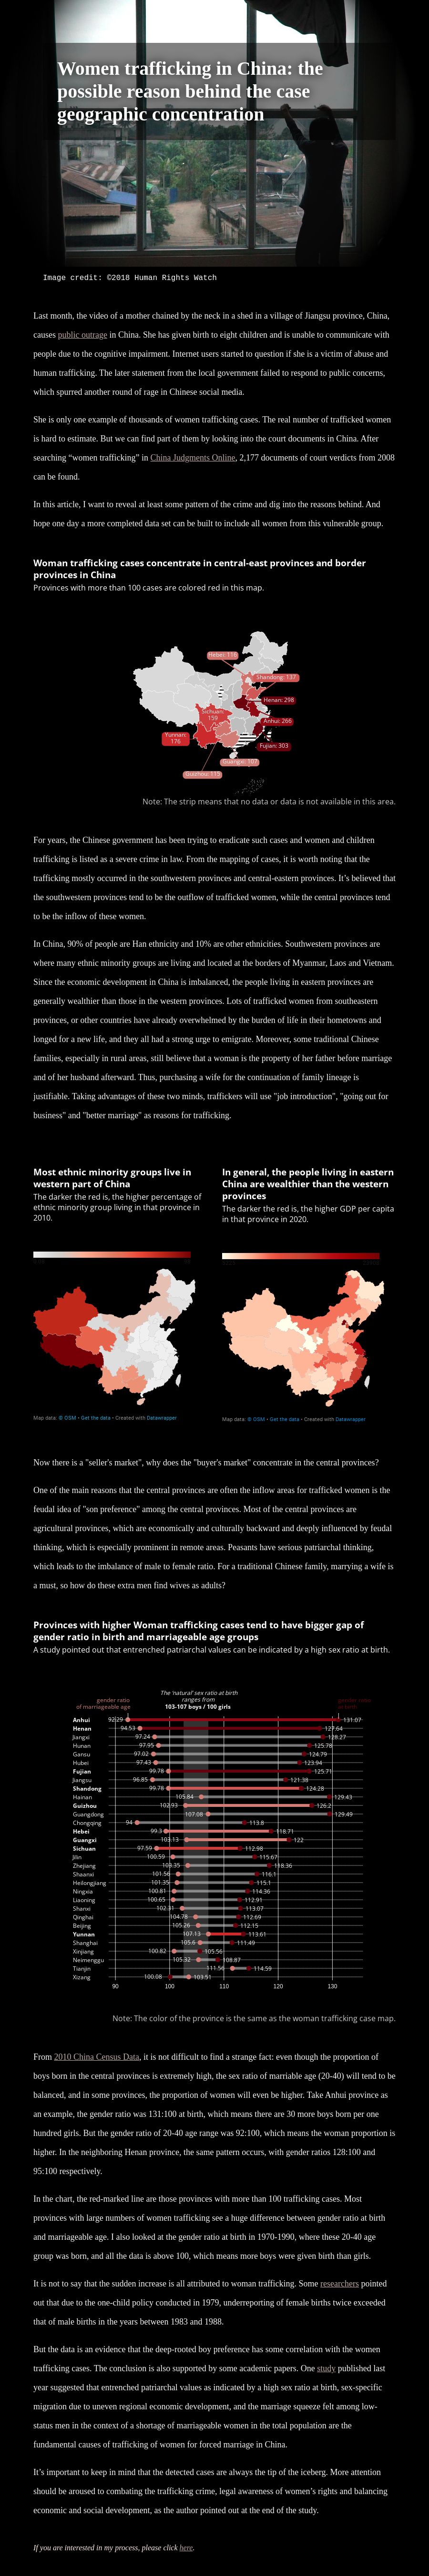 Women trafficking in China: the
possible reason behind the case
geographic concentration
Image credit: ©2018 Human Rights Watch
Last month, the video of a mother chained by the neck in a shed in a village of Jiangsu province, China,
causes public outrage in China. She has given birth to eight children and is unable to communicate with
people due to the cognitive impairment. Internet users started to question if she is a victim of abuse and
human trafficking. The later statement from the local government failed to respond to public concerns,
which spurred another round of rage in Chinese social media.
She is only one example of thousands of women trafficking cases. The real number of trafficked women
is hard to estimate. But we can find part of them by looking into the court documents in China. After
searching “women trafficking” in China Judgments Online, 2,177 documents of court verdicts from 2008
can be found.
In this article, I want to reveal at least some pattern of the crime and dig into the reasons behind. And
hope one day a more completed data set can be built to include all women from this vulnerable group.
Woman trafficking cases concentrate in central-east provinces and border
provinces in China
Provinces with more than 100 cases are colored red in this map.
Hebei: 116
Shandong: 137
Henan: 298
Sichuan:
159
Anhui: 266
Yunnan:
176
Fujian: 303
Guangxi: 107
Guizhou: 113
Note: The strip means that no data or data is not available in this area.
For years, the Chinese government has been trying to eradicate such cases and women and children
trafficking is listed as a severe crime in law. From the mapping of cases, it is worth noting that the
trafficking mostly occurred in the southwestern provinces and central-eastern provinces. It’s believed that
the southwestern provinces tend to be the outflow of trafficked women, while the central provinces tend
to be the inflow of these women.
In China, 90% of people are Han ethnicity and 10% are other ethnicities. Southwestern provinces are
where many ethnic minority groups are living and located at the borders of Myanmar, Laos and Vietnam.
Since the economic development in China is imbalanced, the people living in eastern provinces are
generally wealthier than those in the western provinces. Lots of trafficked women from southeastern
provinces, or other countries have already overwhelmed by the burden of life in their hometowns and
longed for a new life, and they all had a strong urge to emigrate. Moreover, some traditional Chinese
families, especially in rural areas, still believe that a woman is the property of her father before marriage
and of her husband afterward. Thus, purchasing a wife for the continuation of family lineage is
justifiable. Taking advantages of these two minds, traffickers will use "job introduction", "going out for
business" and "better marriage" as reasons for trafficking.
Most ethnic minority groups live in
western part of China
The darker the red is, the higher percentage of
ethnic minority group living in that province in
2010.
Map data: © OSM • Get the data • Created with Datawrapper
In general, the people living in eastern
China are wealthier than the western
provinces
The darker the red is, the higher GDP per capita
in that province in 2020.
Map data: © OSM • Get the data • Created with Datawrapper
Now there is a "seller's market", why does the "buyer's market" concentrate in the central provinces?
One of the main reasons that the central provinces are often the inflow areas for trafficked women is the
feudal idea of "son preference" among the central provinces. Most of the central provinces are
agricultural provinces, which are economically and culturally backward and deeply influenced by feudal
thinking, which is especially prominent in remote areas. Peasants have serious patriarchal thinking,
which leads to the imbalance of male to female ratio. For a traditional Chinese family, marrying a wife is
a must, so how do these extra men find wives as adults?
Provinces with higher Woman trafficking cases tend to have bigger gap of
gender ratio in birth and marriageable age groups
A study pointed out that entrenched patriarchal values can be indicated by a high sex ratio at birth.
The 'natural' sex ratio at birth
ranges from
103-107 boys / 100 girls
gender ratio
of marriageable age
gender ratio
at birth
Anhui 92.29 131.07
Henan 94.53 127.64
Jiangxi 97.24 128.27
Hunan 97.95 125.78
Gansu 97.02 124.79
Hubei 97.43 123.94
Fujian 99.78 125.71
Jiangsu 96.85 121.38
Shandong 99.78 124.28
Hainan 105.84 129.43
Guizhou 102.93 126.2
Guangdong 107.08 129.49
Chongqing 94 113.8
Hebei 99.3 118.71
Guangxi 103.13 122
Sichuan 97.59 112.98
Jilin 100.59 115.67
Zhejiang 103.35 118.36
Shaanxi 101.56 116.1
Heilongjiang 101.35 115.1
Ningxia 100.81 114.36
Liaoning 100.65 112.91
Shanxi 102.31 113.07
Qinghai 104.78 112.69
Beijing 105.26 112.15
Yunnan 107.13 113.61
Shanghai 105.6 111.49
Xinjiang 100.82 105.56
Neimenggu 105.32 108.87
Tianjin 111.56 114.59
Xizang 100.08 103.51
90 100 110 120 130
Note: The color of the province is the same as the woman trafficking case map.
From 2010 China Census Data, it is not difficult to find a strange fact: even though the proportion of
boys born in the central provinces is extremely high, the sex ratio of marriable age (20-40) will tend to be
balanced, and in some provinces, the proportion of women will even be higher. Take Anhui province as
an example, the gender ratio was 131:100 at birth, which means there are 30 more boys born per one
hundred girls. But the gender ratio of 20-40 age range was 92:100, which means the woman proportion is
higher. In the neighboring Henan province, the same pattern occurs, with gender ratios 128:100 and
95:100 respectively.
In the chart, the red-marked line are those provinces with more than 100 trafficking cases. Most
provinces with large numbers of women trafficking see a huge difference between gender ratio at birth
and marriageable age. I also looked at the gender ratio at birth in 1970-1990, where these 20-40 age
group was born, and all the data is above 100, which means more boys were given birth than girls.
It is not to say that the sudden increase is all attributed to woman trafficking. Some researchers pointed
out that due to the one-child policy conducted in 1979, underreporting of female births twice exceeded
that of male births in the years between 1983 and 1988.
But the data is an evidence that the deep-rooted boy preference has some correlation with the women
trafficking cases. The conclusion is also supported by some academic papers. One study published last
year suggested that entrenched patriarchal values as indicated by a high sex ratio at birth, sex-specific
migration due to uneven regional economic development, and the marriage squeeze felt among low-
status men in the context of a shortage of marriageable women in the total population are the
fundamental causes of trafficking of women for forced marriage in China.
It’s important to keep in mind that the detected cases are always the tip of the iceberg. More attention
should be aroused to combating the trafficking crime, legal awareness of women’s rights and balancing
economic and social development, as the author pointed out at the end of the study.
If you are interested in my process, please click here.